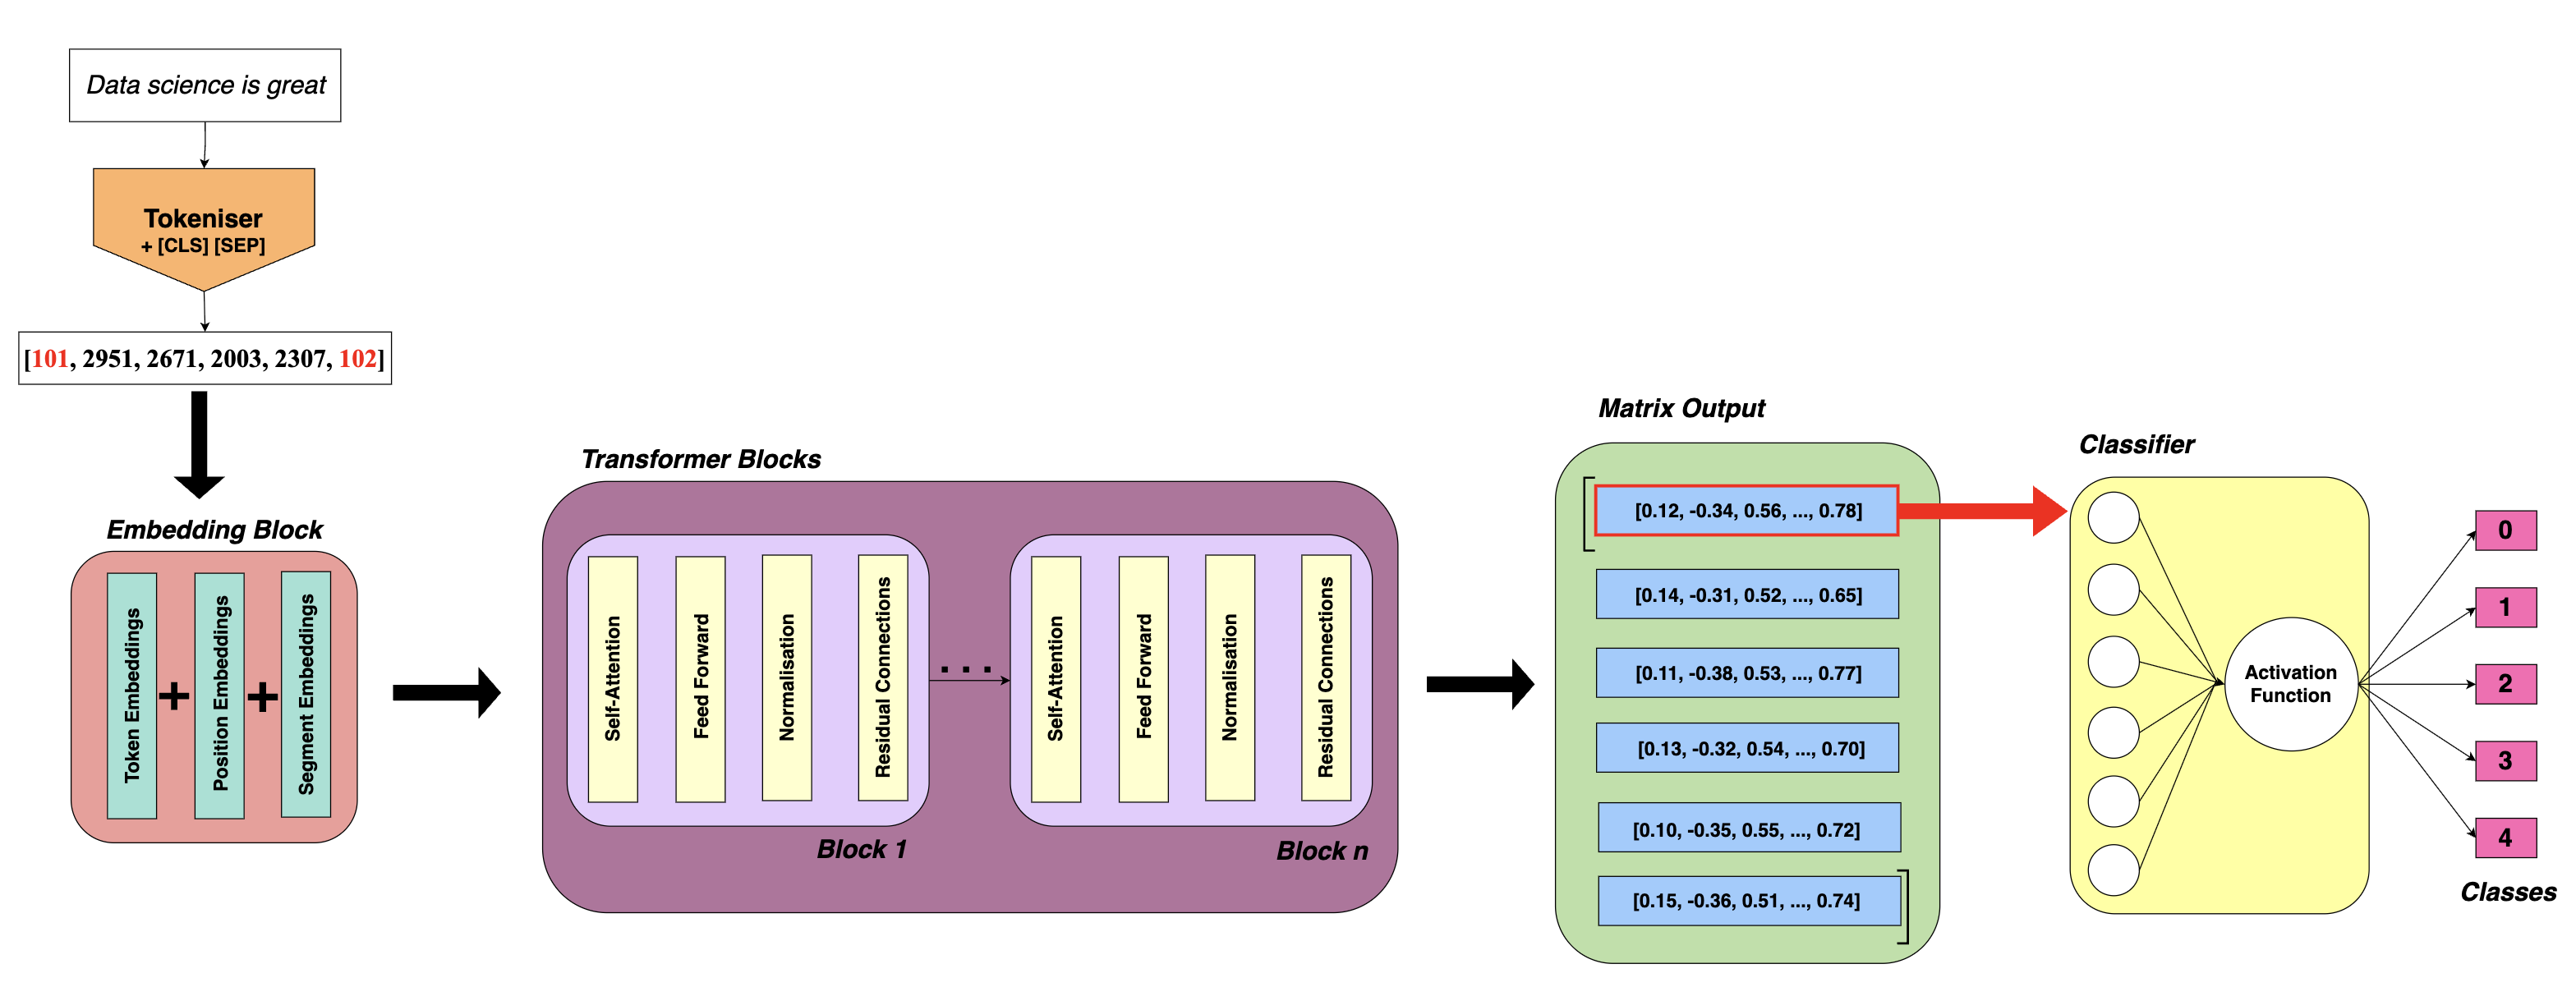 Data science is great
Tokeniser
+ [CLS] [SEP]
[101, 2951, 2671, 2003, 2307, 102]
Embedding Block
Token Embeddings
+
Position Embeddings
+
Segment Embeddings
Transformer Blocks
Self-Attention
Feed Forward
Normalisation
Residual Connections
Block 1
...
Self-Attention
Feed Forward
Normalisation
Residual Connections
Block n
Matrix Output
[0.12, -0.34, 0.56, ..., 0.78]
[0.14, -0.31, 0.52, ..., 0.65]
[0.11, -0.38, 0.53, ..., 0.77]
[0.13, -0.32, 0.54, ..., 0.70]
[0.10, -0.35, 0.55, ..., 0.72]
[0.15, -0.36, 0.51, ..., 0.74]
Classifier
Activation
Function
0
1
2
3
4
Classes